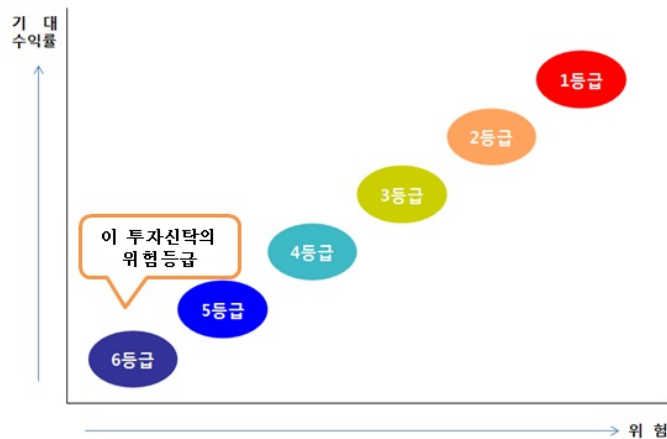 기 대
수익률
1등급
2등급
3등급
이 투자신탁의
위험등급
4등급
5등급
6등급
위 험